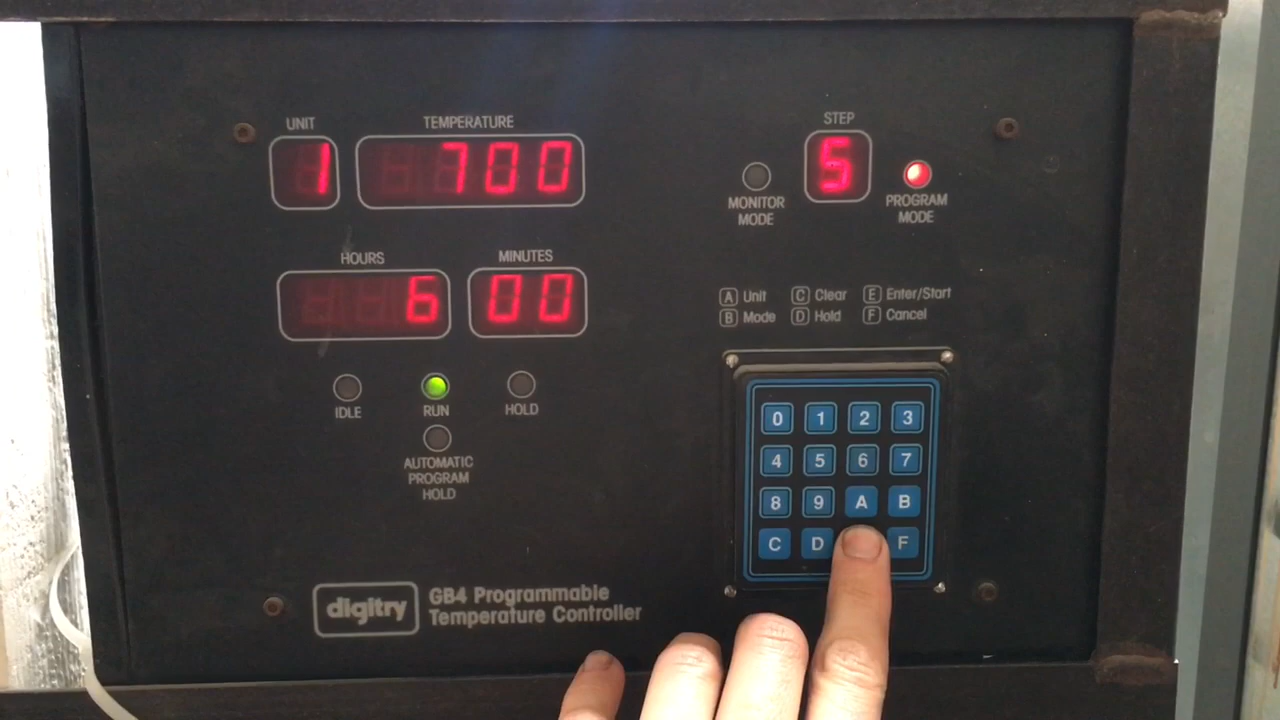 UNIT
TEMPERATURE
STEP
1
700
5
MONITOR
MODE
PROGRAM
MODE
HOURS
MINUTES
6
00
A Unit C Clear E Enter/Start
B Mode D Hold F Cancel
IDLE
RUN
HOLD
AUTOMATIC
PROGRAM
HOLD
0 1 2 3
4 5 6 7
8 9 A B
C D F
digitry
GB4 Programmable
Temperature Controller